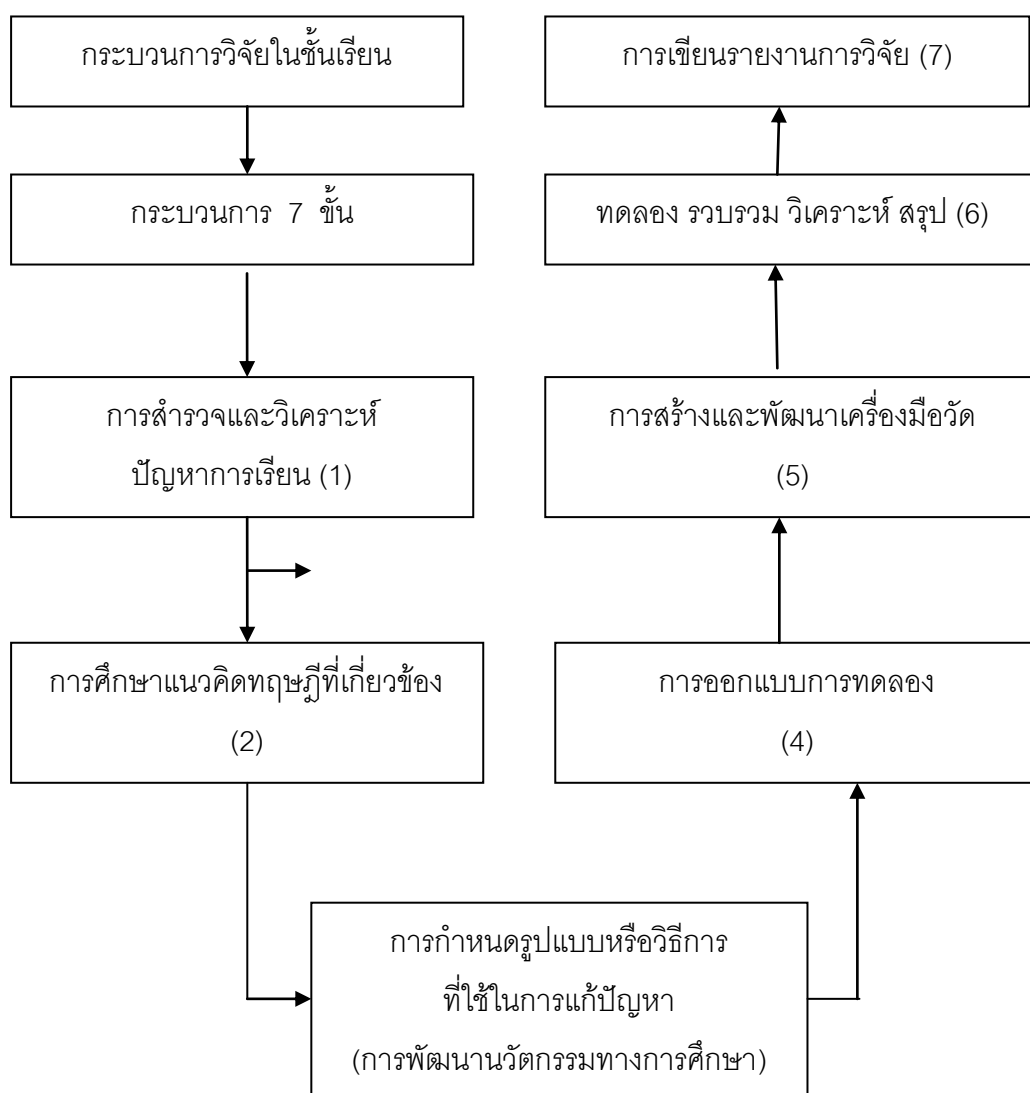 กระบวนการวิจัยในชั้นเรียน
กระบวนการ 7 ขั้น
การสำรวจและวิเคราะห์
ปัญหาการเรียน (1)
การศึกษาแนวคิดทฤษฎีที่เกี่ยวข้อง
(2)
การกำหนดรูปแบบหรือวิธีการ
ที่ใช้ในการแก้ปัญหา
(การพัฒนานวัตกรรมทางการศึกษา)
การออกแบบการทดลอง
(4)
การสร้างและพัฒนาเครื่องมือวัด
(5)
ทดลอง รวบรวม วิเคราะห์ สรุป (6)
การเขียนรายงานการวิจัย (7)